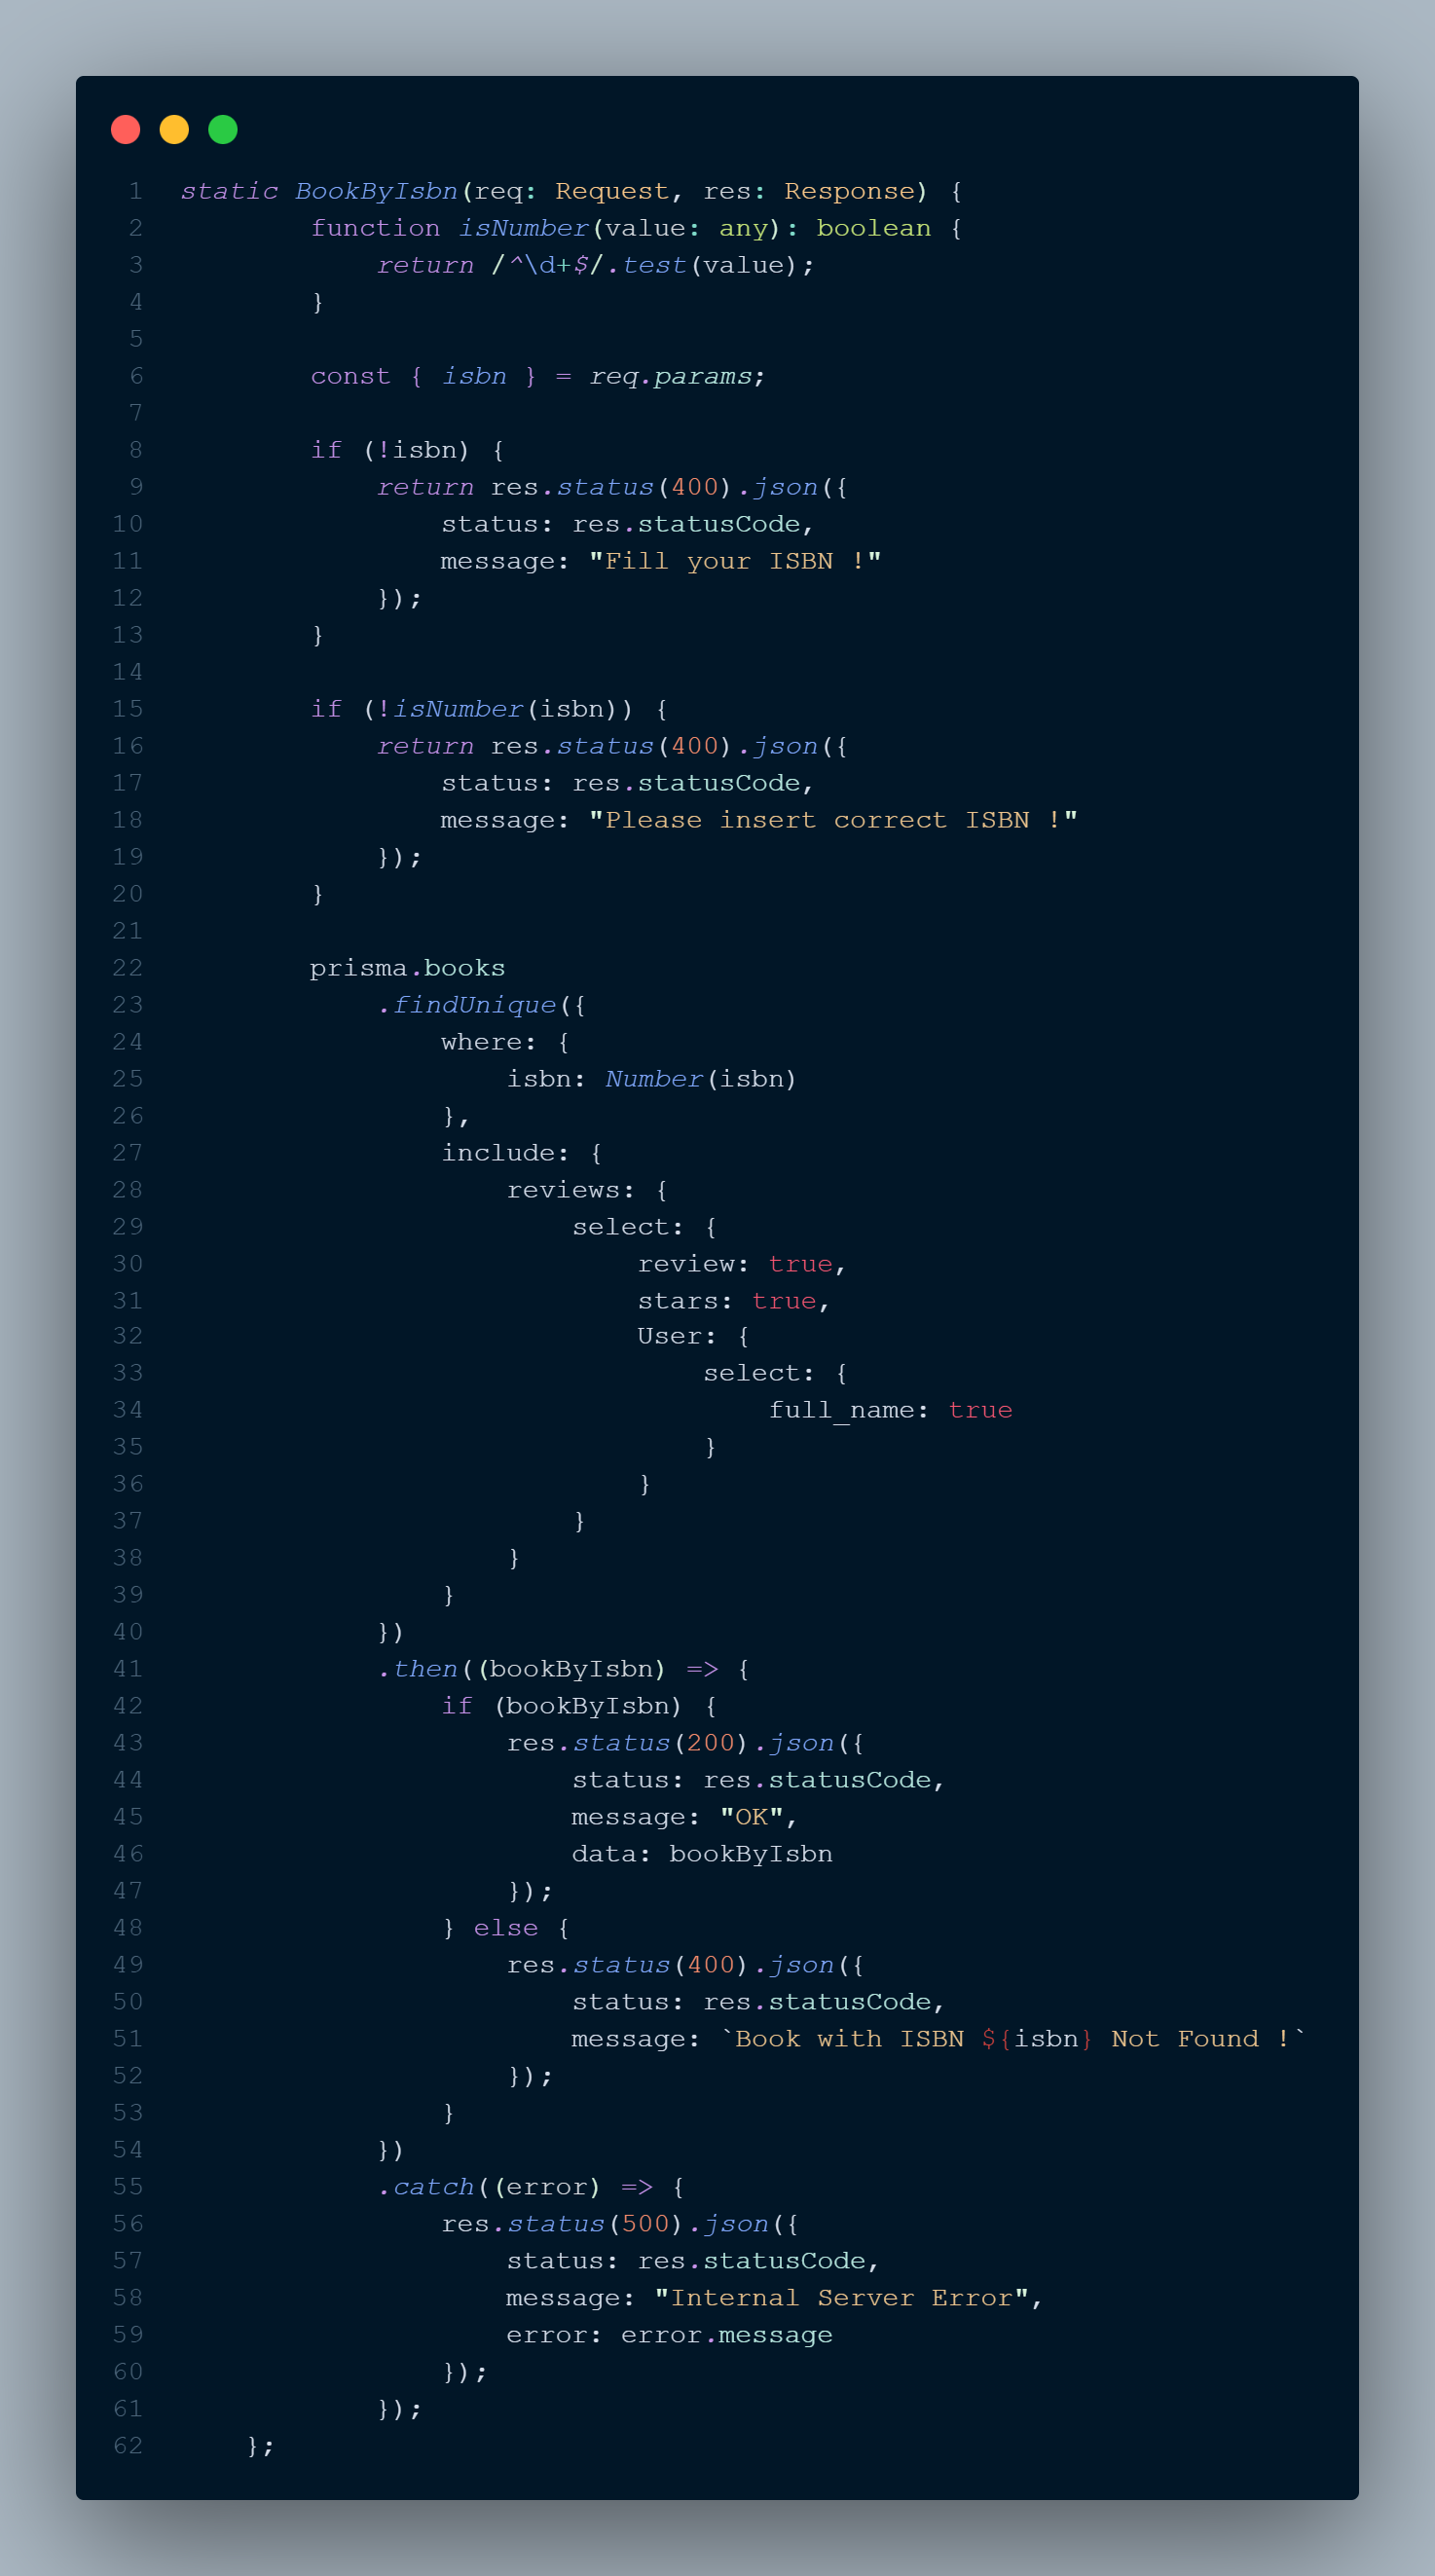 1 static BookByIsbn(req: Request, res: Response) {
2         function isNumber(value: any): boolean {
3             return /^\d+$/.test(value);
4         }
5
6         const { isbn } = req.params;
7
8         if (!isbn) {
9             return res.status(400).json({
10                 status: res.statusCode,
11                 message: "Fill your ISBN !"
12             });
13         }
14
15         if (!isNumber(isbn)) {
16             return res.status(400).json({
17                 status: res.statusCode,
18                 message: "Please insert correct ISBN !"
19             });
20         }
21
22         prisma.books
23             .findUnique({
24                 where: {
25                     isbn: Number(isbn)
26                 },
27                 include: {
28                     reviews: {
29                         select: {
30                             review: true,
31                             stars: true,
32                             User: {
33                                 select: {
34                                     full_name: true
35                                 }
36                             }
37                         }
38                     }
39                 }
40             })
41             .then((bookByIsbn) => {
42                 if (bookByIsbn) {
43                     res.status(200).json({
44                         status: res.statusCode,
45                         message: "OK",
46                         data: bookByIsbn
47                     });
48                 } else {
49                     res.status(400).json({
50                         status: res.statusCode,
51                         message: `Book with ISBN ${isbn} Not Found !`
52                     });
53                 }
54             })
55             .catch((error) => {
56                 res.status(500).json({
57                     status: res.statusCode,
58                     message: "Internal Server Error",
59                     error: error.message
60                 });
61             });
62     };